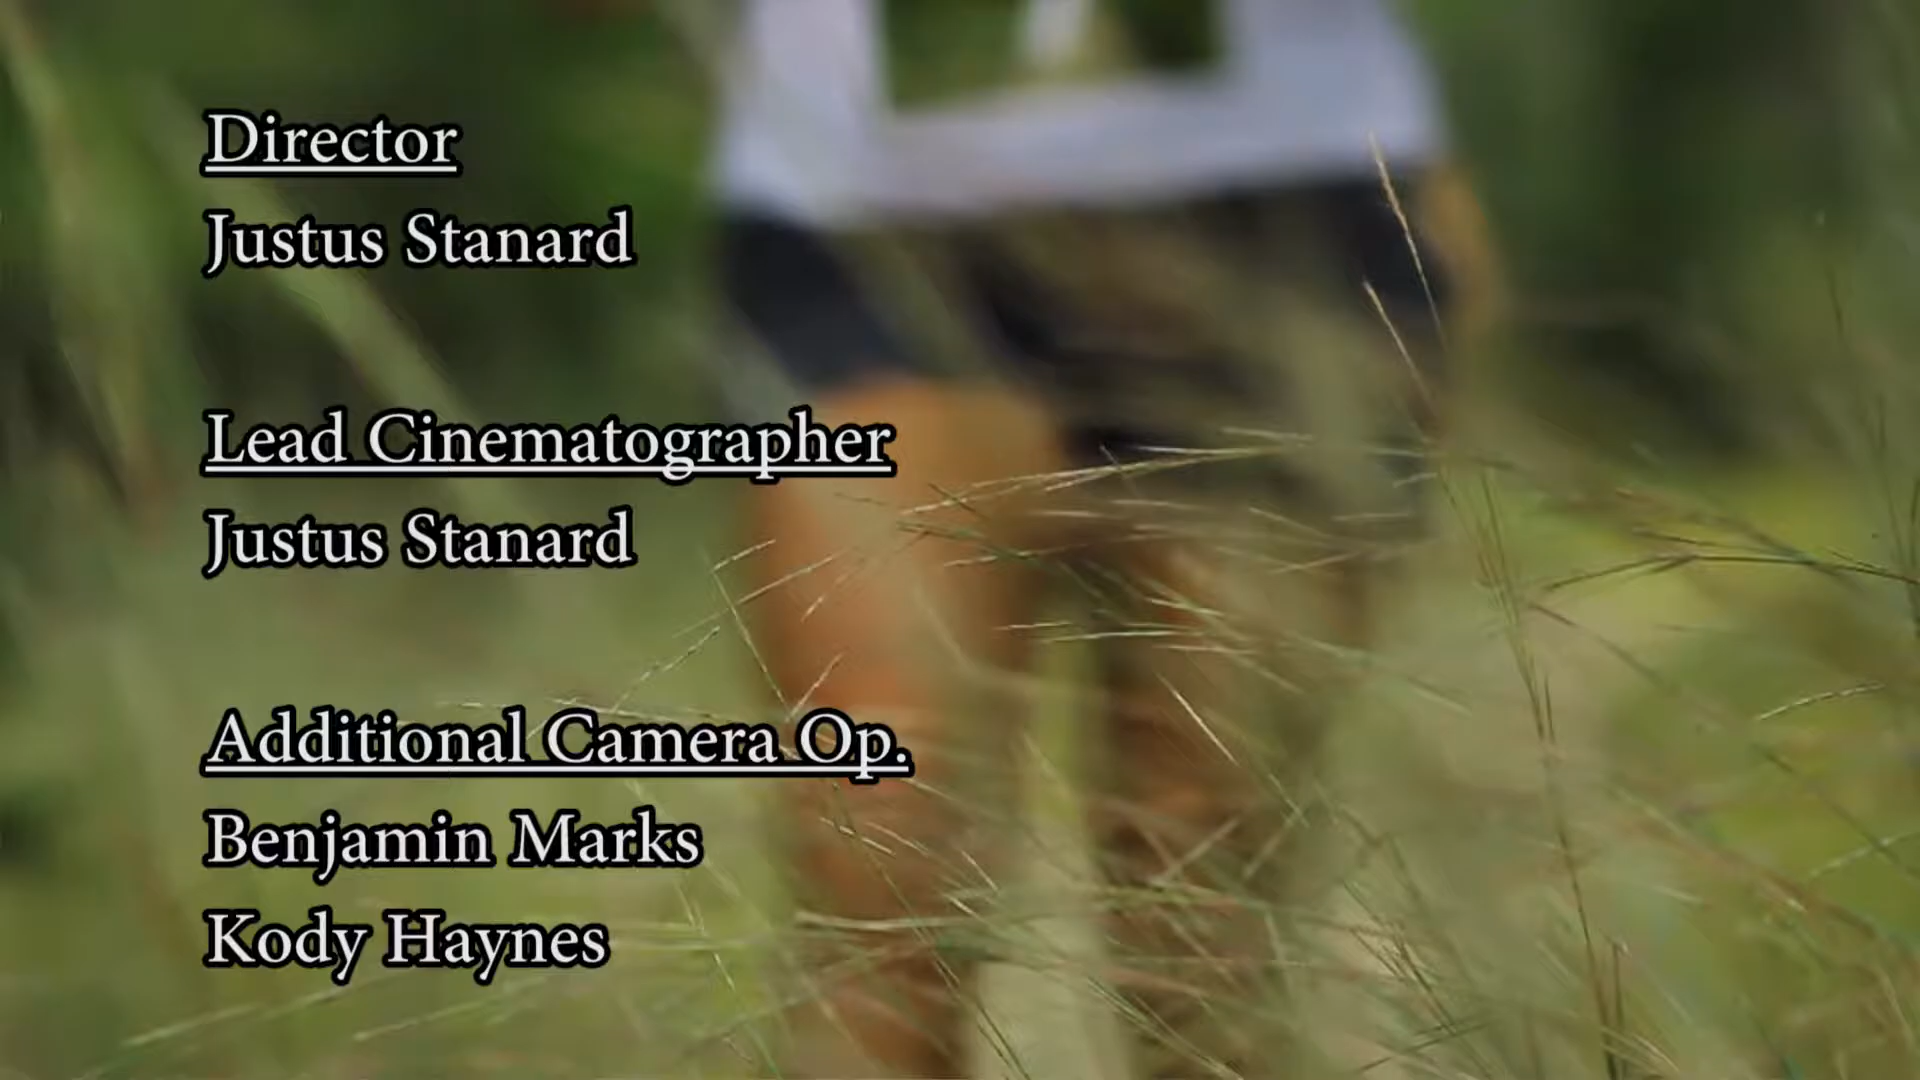 Director
Justus Stanard
Lead Cinematographer
Justus Stanard
Additional Camera Op.
Benjamin Marks
Kody Haynes